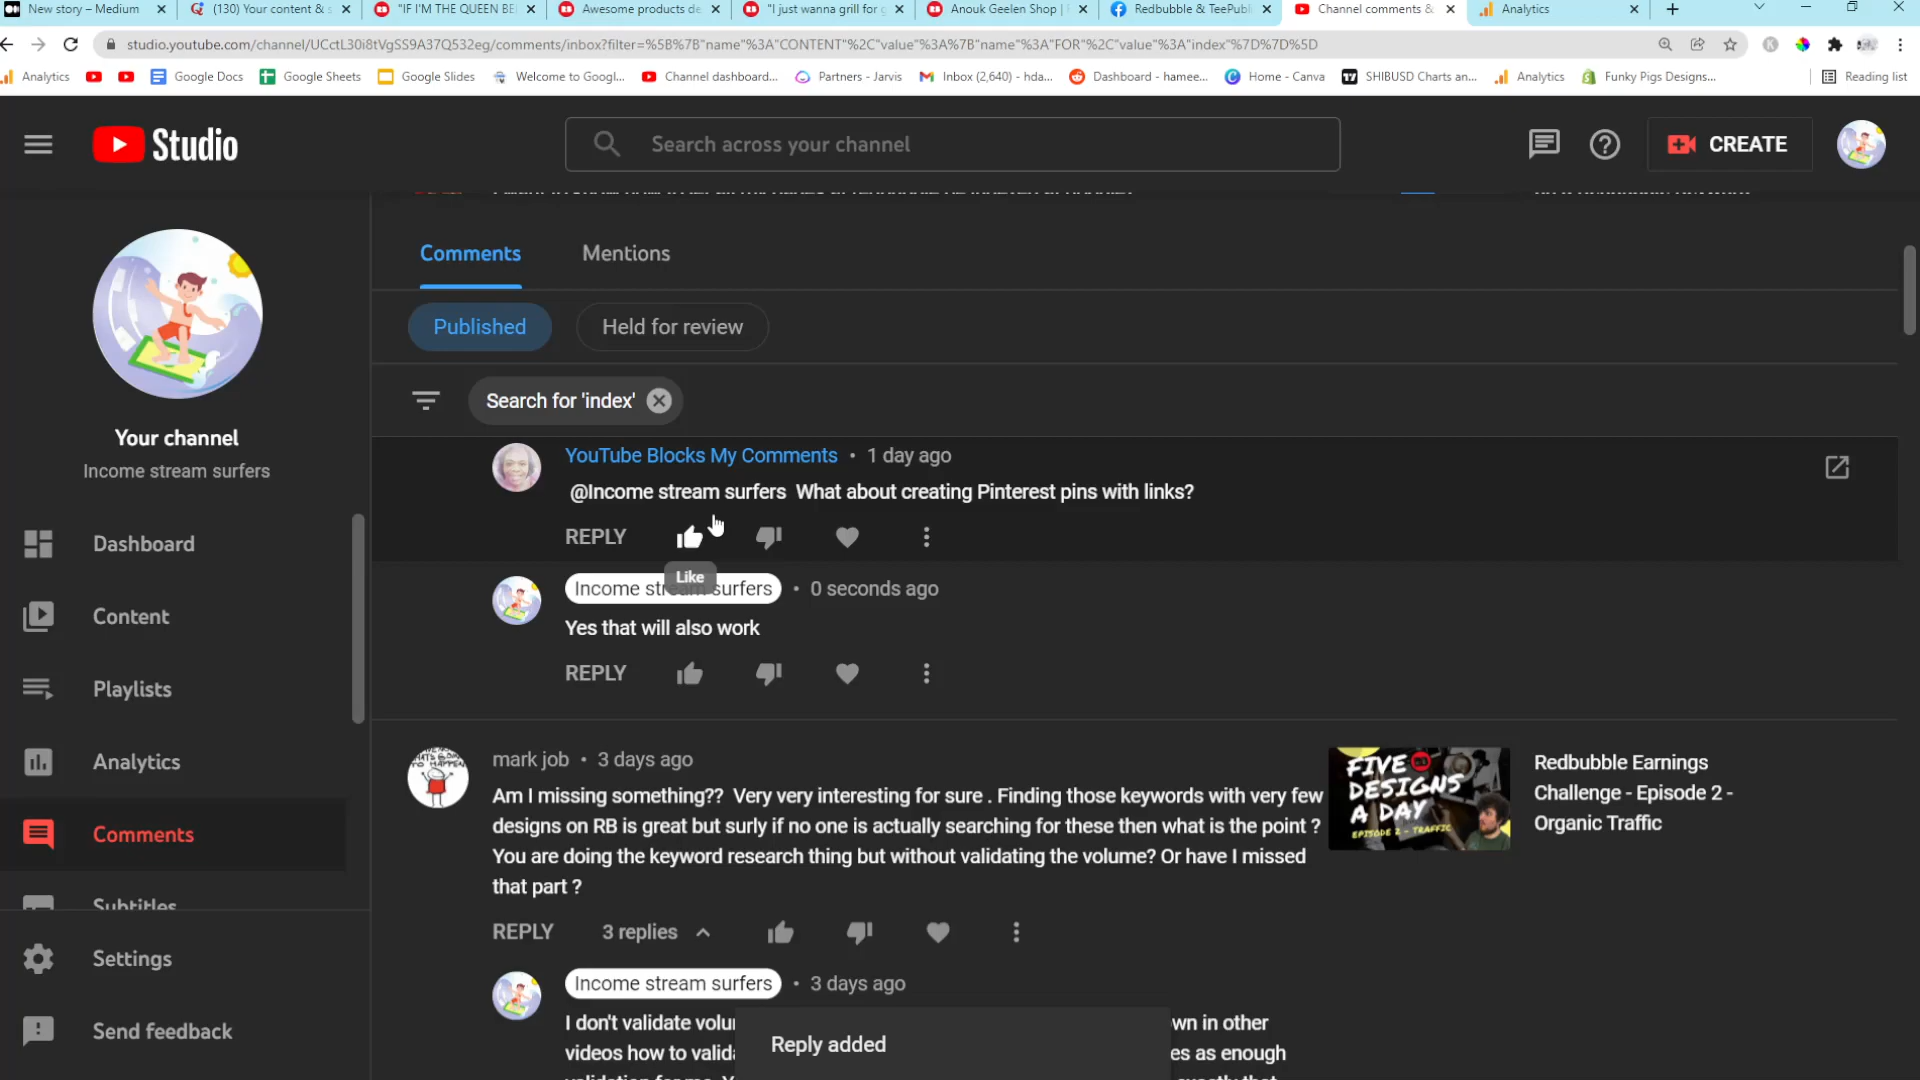 New story – Medium
(130) Your content & s
"IF I'M THE QUEEN BE
Awesome products de
"I just wanna grill for g
Anouk Geelen Shop |
Redbubble & TeePubl
Channel comments &
Analytics
studio.youtube.com/channel/UCctL30i8tVgSS9A37Q532eg/comments/inbox?filter=%5B%7B"name"%3A"CONTENT"%2C"value"%3A%7B"name"%3A"FOR"%2C"value"%3A"index"%7D%7D%5D
Analytics
Google Docs
Google Sheets
Google Slides
Welcome to Googl...
Channel dashboard...
Partners - Jarvis
Inbox (2,640) - hda...
Dashboard - hamee...
Home - Canva
SHIBUSD Charts an...
Analytics
Funky Pigs Designs...
Reading list
Studio
Search across your channel
CREATE
Your channel
Income stream surfers
Dashboard
Content
Playlists
Analytics
Comments
Subtitles
Settings
Send feedback
Comments
Mentions
Published
Held for review
Search for 'index'
YouTube Blocks My Comments • 1 day ago
@Income stream surfers What about creating Pinterest pins with links?
REPLY
Like
Income stream surfers • 0 seconds ago
Yes that will also work
REPLY
mark job • 3 days ago
Am I missing something?? Very very interesting for sure . Finding those keywords with very few
designs on RB is great but surly if no one is actually searching for these then what is the point ?
You are doing the keyword research thing but without validating the volume? Or have I missed
that part ?
FIVE
DESIGNS
A DAY
EPISODE 2 - TRAFFIC
Redbubble Earnings
Challenge - Episode 2 -
Organic Traffic
REPLY
3 replies
Income stream surfers • 3 days ago
I don't validate volu
wn in other
videos how to valida
es as enough
Reply added